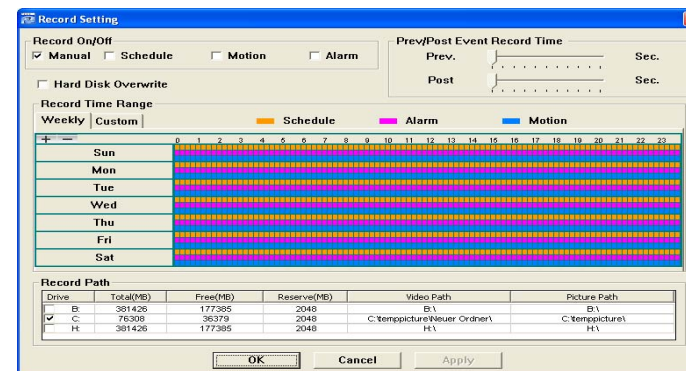 Record Setting
Record On/Off
Manual Schedule Motion Alarm
Prev/Post Event Record Time
Prev. Sec.
Post Sec.
Hard Disk Overwrite
Record Time Range
Weekly Custom Schedule Alarm Motion
+ − 0 1 2 3 4 5 6 7 8 9 10 11 12 13 14 15 16 17 18 19 20 21 22 23
Sun
Mon
Tue
Wed
Thu
Fri
Sat
Record Path
Drive Total(MB) Free(MB) Reserve(MB) Video Path Picture Path
B: 381426 177385 2048 B:\ B:\
C: 76308 36379 2048 C:\temppicture\Neuer Ordner\ C:\temppicture\
H: 381426 177385 2048 H:\ H:\
OK Cancel Apply